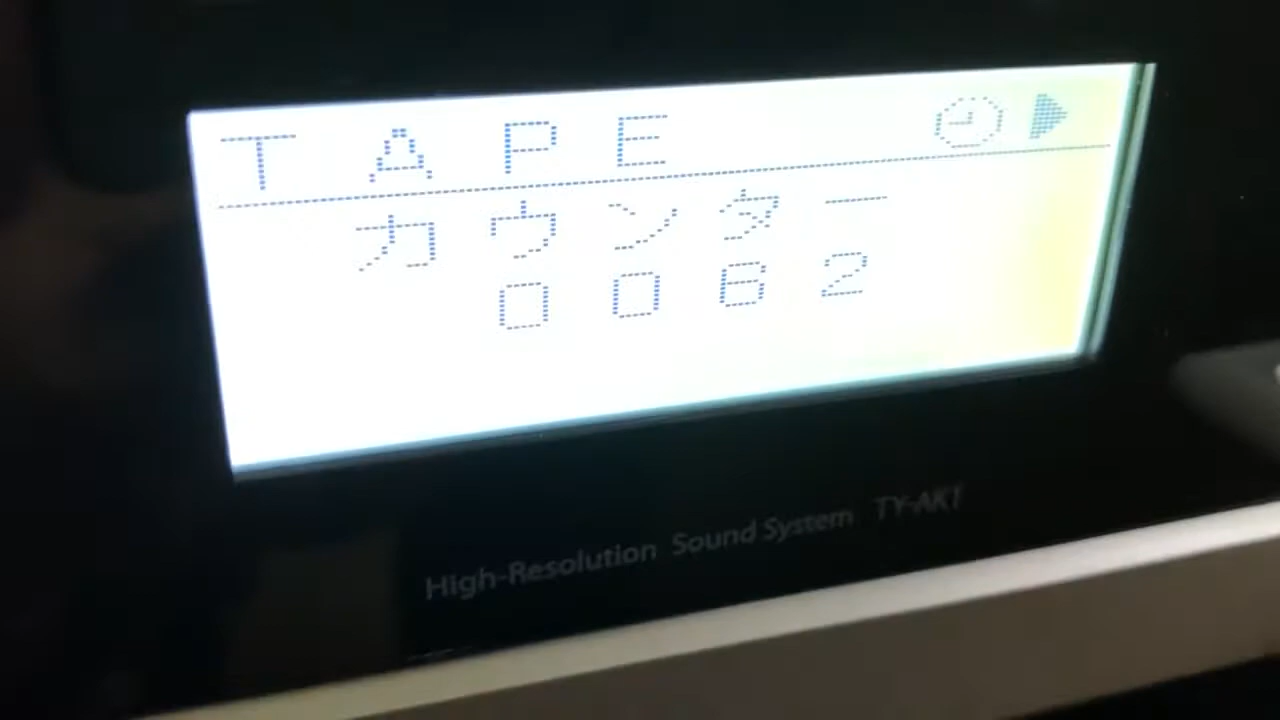 TAPE
カウンター
0062
High-Resolution Sound System TY-AK1